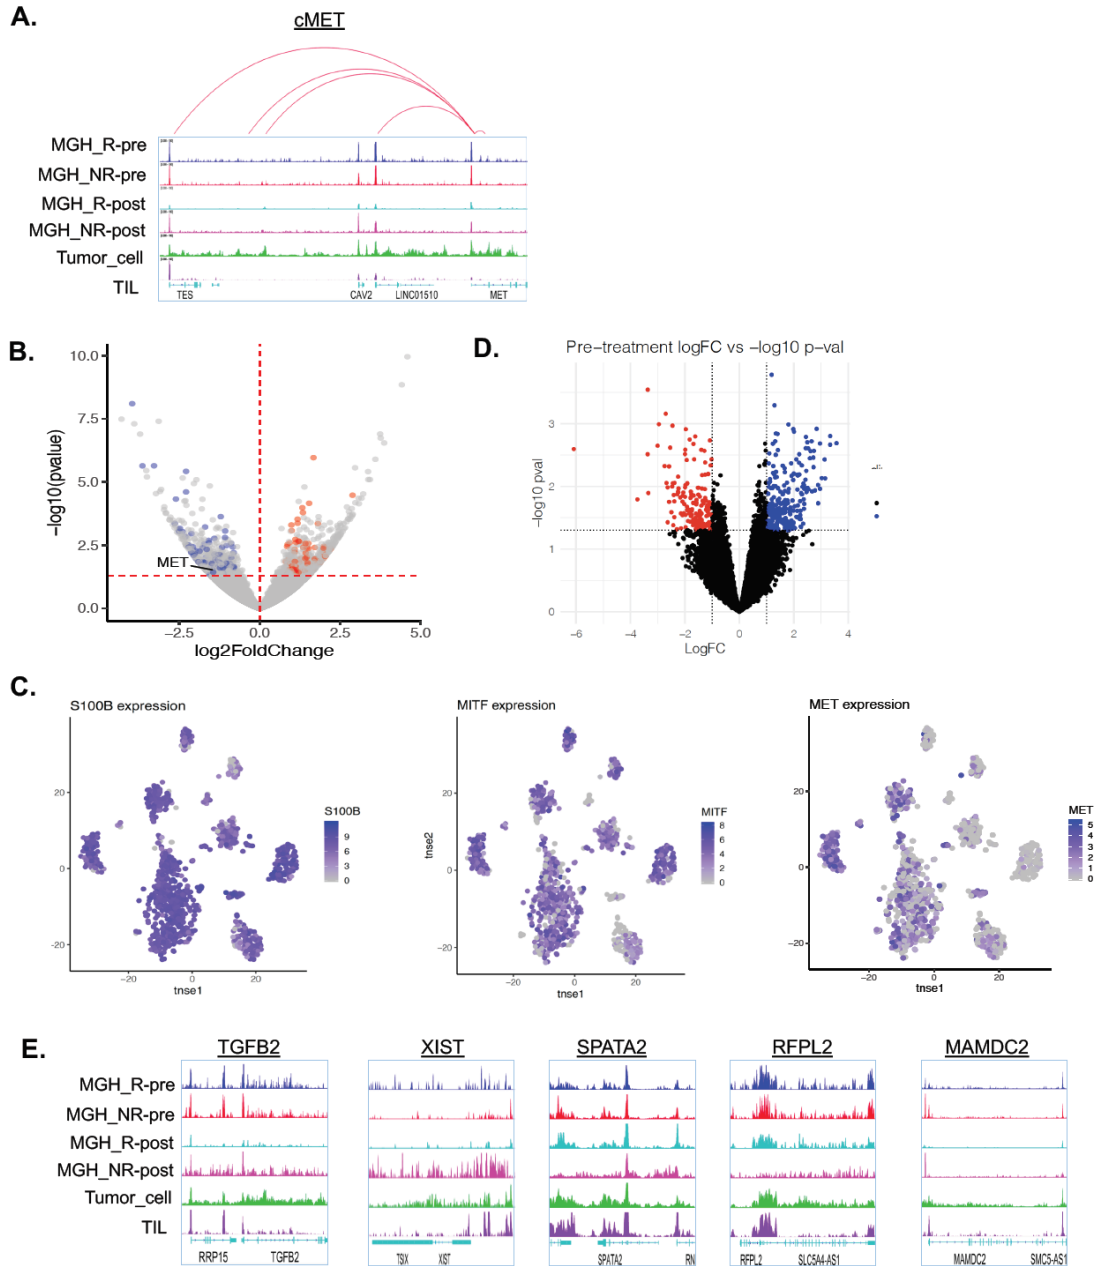 A.
cMET
MGH_R-pre
MGH_NR-pre
MGH_R-post
MGH_NR-post
Tumor_cell
TIL
TES CAV2 LINC01510 MET
B.
10.0
7.5
5.0
2.5
0.0
−log10(pvalue)
MET
−2.5 0.0 2.5 5.0
log2FoldChange
D.
Pre−treatment logFC vs −log10 p−val
3
2
1
0
−log10 pval
−6 −4 −2 0 2 4
LogFC
C.
S100B expression
20
0
−20
−20 0 20
tnse1
S100B
9
6
3
0
MITF expression
tnse2
20
0
−20
−20 0 20
tnse1
MITF
8
6
4
2
0
MET expression
20
0
−20
−20 0 20
tnse1
MET
5
4
3
2
1
0
E.
TGFB2 XIST SPATA2 RFPL2 MAMDC2
MGH_R-pre
MGH_NR-pre
MGH_R-post
MGH_NR-post
Tumor_cell
TIL
RRP15 TGFB2 TSIX XIST SPATA2 RN RFPL2 SLC5A4-AS1 MAMDC2 SMC5-AS1